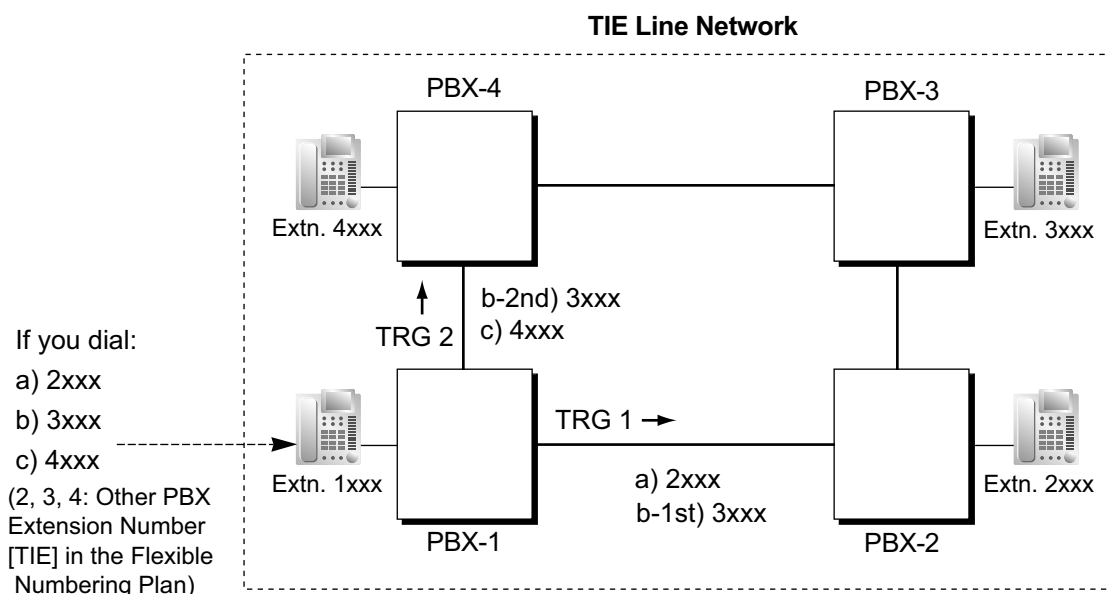 TIE Line Network
PBX-4
PBX-3
Extn. 4xxx
Extn. 3xxx
b-2nd) 3xxx
TRG 2
c) 4xxx
If you dial:
a) 2xxx
b) 3xxx
c) 4xxx
(2, 3, 4: Other PBX
Extension Number
[TIE] in the Flexible
Numbering Plan)
TRG 1
Extn. 1xxx
a) 2xxx
b-1st) 3xxx
Extn. 2xxx
PBX-1
PBX-2